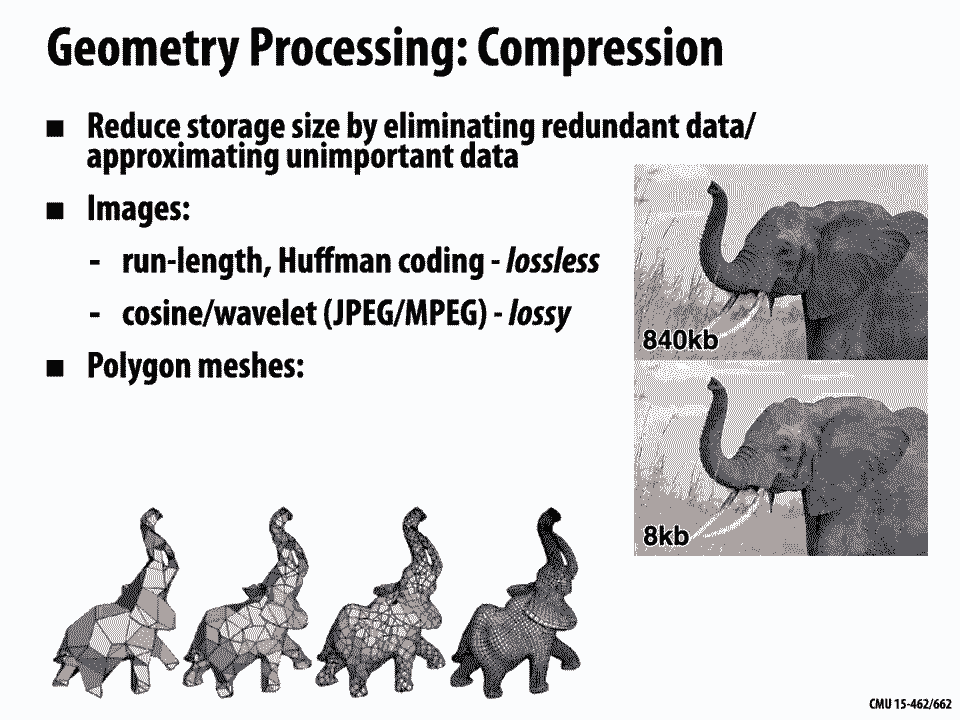 Geometry Processing: Compression
■ Reduce storage size by eliminating redundant data/
approximating unimportant data
■ Images:
- run-length, Huffman coding - lossless
- cosine/wavelet (JPEG/MPEG) - lossy
■ Polygon meshes:
840kb
8kb
CMU 15-462/662